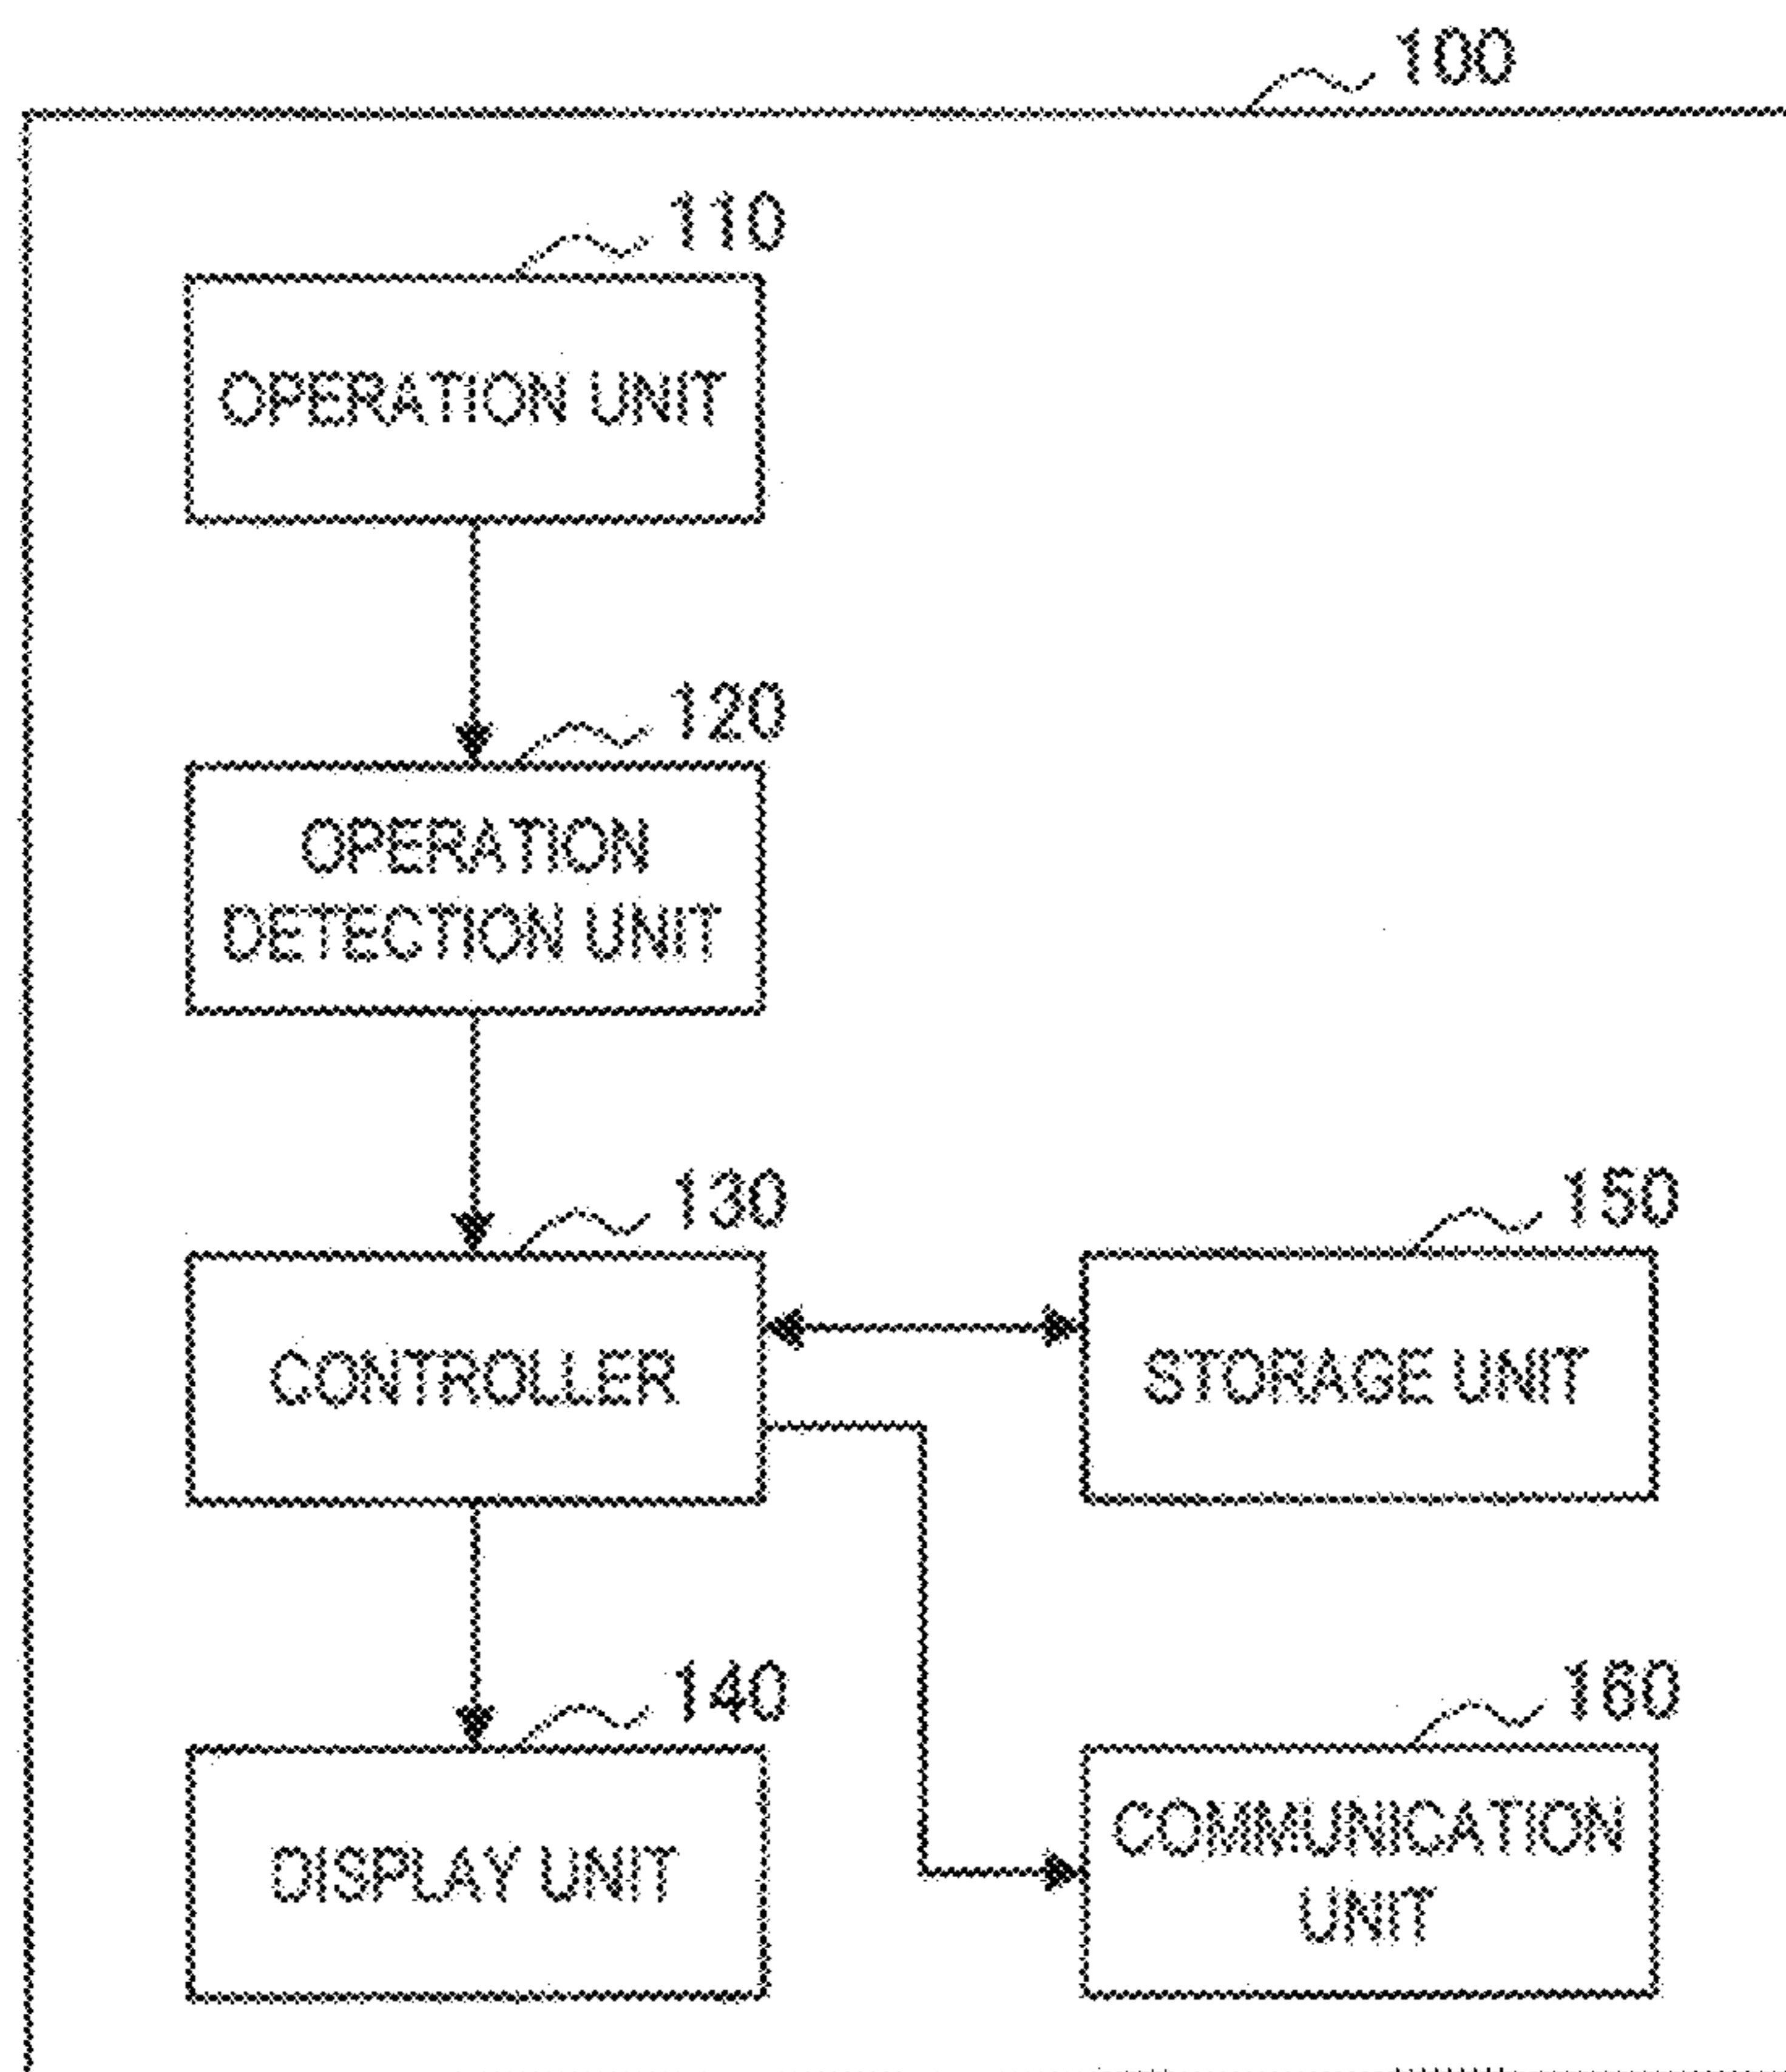 100
110
OPERATION UNIT
120
OPERATION
DETECTION UNIT
130
CONTROLLER
150
STORAGE UNIT
140
DISPLAY UNIT
160
COMMUNICATION
UNIT